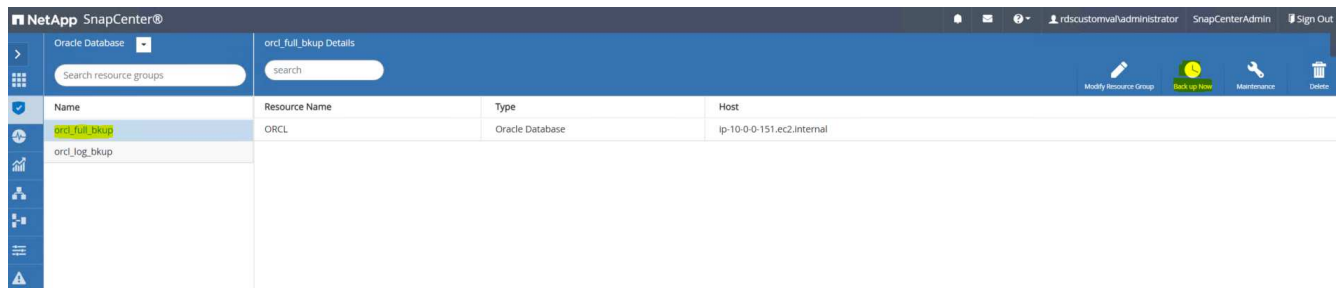 NetApp SnapCenter®
rdscustomval\administrator SnapCenterAdmin Sign Out
Oracle Database
Search resource groups
Name
orcl_full_bkup
orcl_log_bkup
orcl_full_bkup Details
search
Modify Resource Group Back up Now Maintenance Delete
Resource Name Type Host
ORCL Oracle Database ip-10-0-0-151.ec2.internal